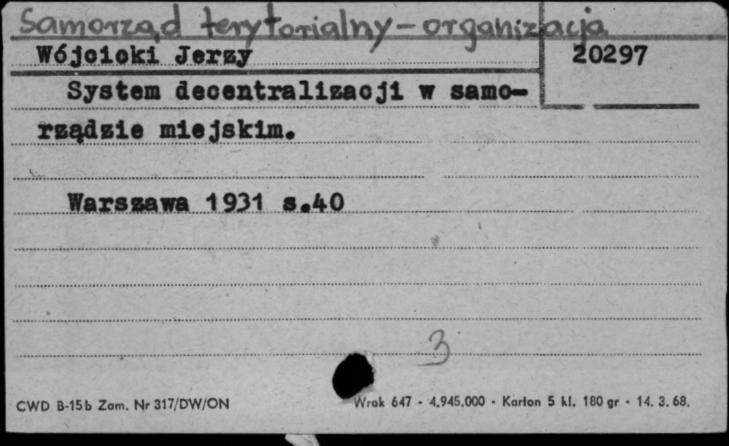 Samorząd terytorialny - organizacja
Wójcicki Jerzy 20297
System decentralizacji w samo-
rządzie miejskim.
Warszawa 1931 s.40
3
CWD B-15b Zam. Nr 317/DW/ON Wrak 647 - 4.945.000 - Karton 5 kl. 180 gr - 14. 3. 68.